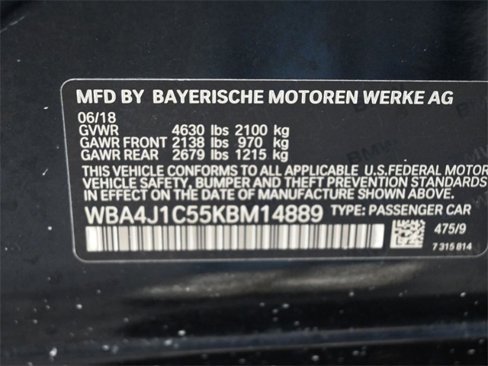 MFD BY BAYERISCHE MOTOREN WERKE AG
06/18
GVWR 4630 lbs 2100 kg
GAWR FRONT 2138 lbs 970 kg
GAWR REAR 2679 lbs 1215 kg
THIS VEHICLE CONFORMS TO ALL APPLICABLE U.S.FEDERAL MOTOR
VEHICLE SAFETY, BUMPER AND THEFT PREVENTION
STANDARDS IN EFFECT ON THE DATE OF MANUFACTURE SHOWN ABOVE.
WBA4J1C55KBM14889 TYPE: PASSENGER CAR
475/9
7 315 814